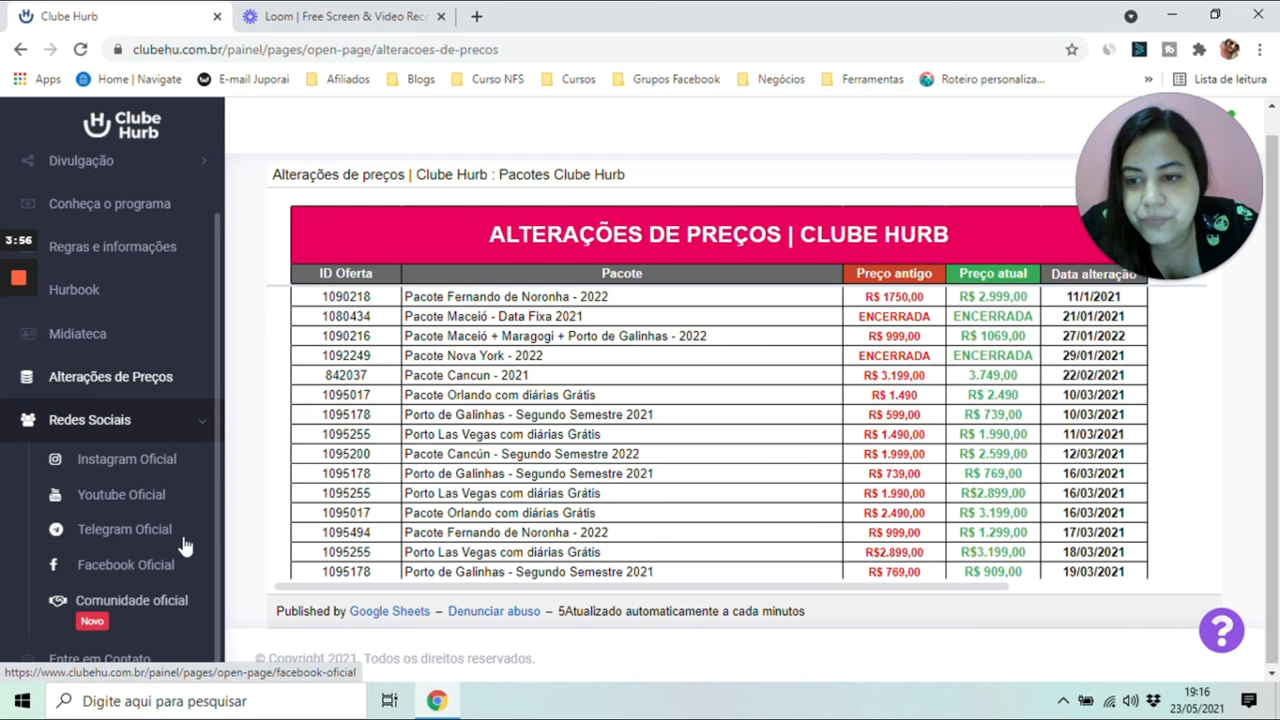 Clube Hurb
Loom | Free Screen & Video Rec
clubehu.com.br/painel/pages/open-page/alteracoes-de-precos
Apps
Home | Navigate
E-mail Juporai
Afiliados
Blogs
Curso NFS
Cursos
Grupos Facebook
Negócios
Ferramentas
Roteiro personaliza...
»
Lista de leitura
Clube
Hurb
Divulgação
Conheça o programa
3:56
Regras e informações
Hurbook
Midiateca
Alterações de Preços
Redes Sociais
Instagram Oficial
Youtube Oficial
Telegram Oficial
Facebook Oficial
Comunidade oficial
Novo
Entre em Contato
Alterações de preços | Clube Hurb : Pacotes Clube Hurb
ALTERAÇÕES DE PREÇOS | CLUBE HURB
ID Oferta Pacote Preço antigo Preço atual Data alteração
1090218 Pacote Fernando de Noronha - 2022 R$ 1750,00 R$ 2.999,00 11/1/2021
1080434 Pacote Maceió - Data Fixa 2021 ENCERRADA ENCERRADA 21/01/2021
1090216 Pacote Maceió + Maragogi + Porto de Galinhas - 2022 R$ 999,00 R$ 1069,00 27/01/2022
1092249 Pacote Nova York - 2022 ENCERRADA ENCERRADA 29/01/2021
842037 Pacote Cancun - 2021 R$ 3.199,00 3.749,00 22/02/2021
1095017 Pacote Orlando com diárias Grátis R$ 1.490 R$ 2.490 10/03/2021
1095178 Porto de Galinhas - Segundo Semestre 2021 R$ 599,00 R$ 739,00 10/03/2021
1095255 Porto Las Vegas com diárias Grátis R$ 1.490,00 R$ 1.990,00 11/03/2021
1095200 Pacote Cancún - Segundo Semestre 2022 R$ 1.999,00 R$ 2.599,00 12/03/2021
1095178 Porto de Galinhas - Segundo Semestre 2021 R$ 739,00 R$ 769,00 16/03/2021
1095255 Porto Las Vegas com diárias Grátis R$ 1.990,00 R$2.899,00 16/03/2021
1095017 Pacote Orlando com diárias Grátis R$ 2.490,00 R$ 3.199,00 16/03/2021
1095494 Pacote Fernando de Noronha - 2022 R$ 999,00 R$ 1.299,00 17/03/2021
1095255 Porto Las Vegas com diárias Grátis R$2.899,00 R$3.199,00 18/03/2021
1095178 Porto de Galinhas - Segundo Semestre 2021 R$ 769,00 R$ 909,00 19/03/2021
Published by Google Sheets – Denunciar abuso – 5Atualizado automaticamente a cada minutos
© Copyright 2021. Todos os direitos reservados.
?
https://www.clubehu.com.br/painel/pages/open-page/facebook-oficial
Digite aqui para pesquisar
19:16
23/05/2021